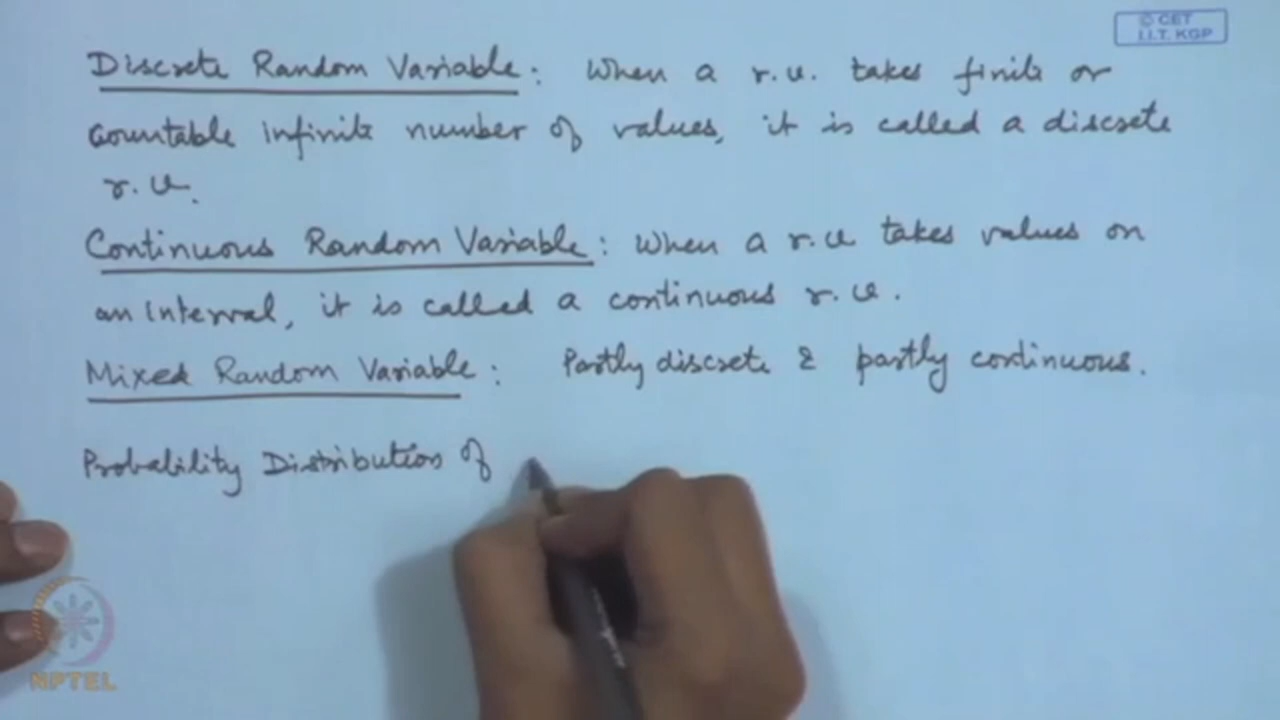 © CET
I.I.T. KGP
Discrete Random Variable : When a r.v. takes finite or
countable infinite number of values, it is called a discrete
r.v.
Continuous Random Variable : When a r.v takes values on
an interval, it is called a continuous r.v.
Mixed Random Variable : Partly discrete & partly continuous.
Probability Distribution of
NPTEL